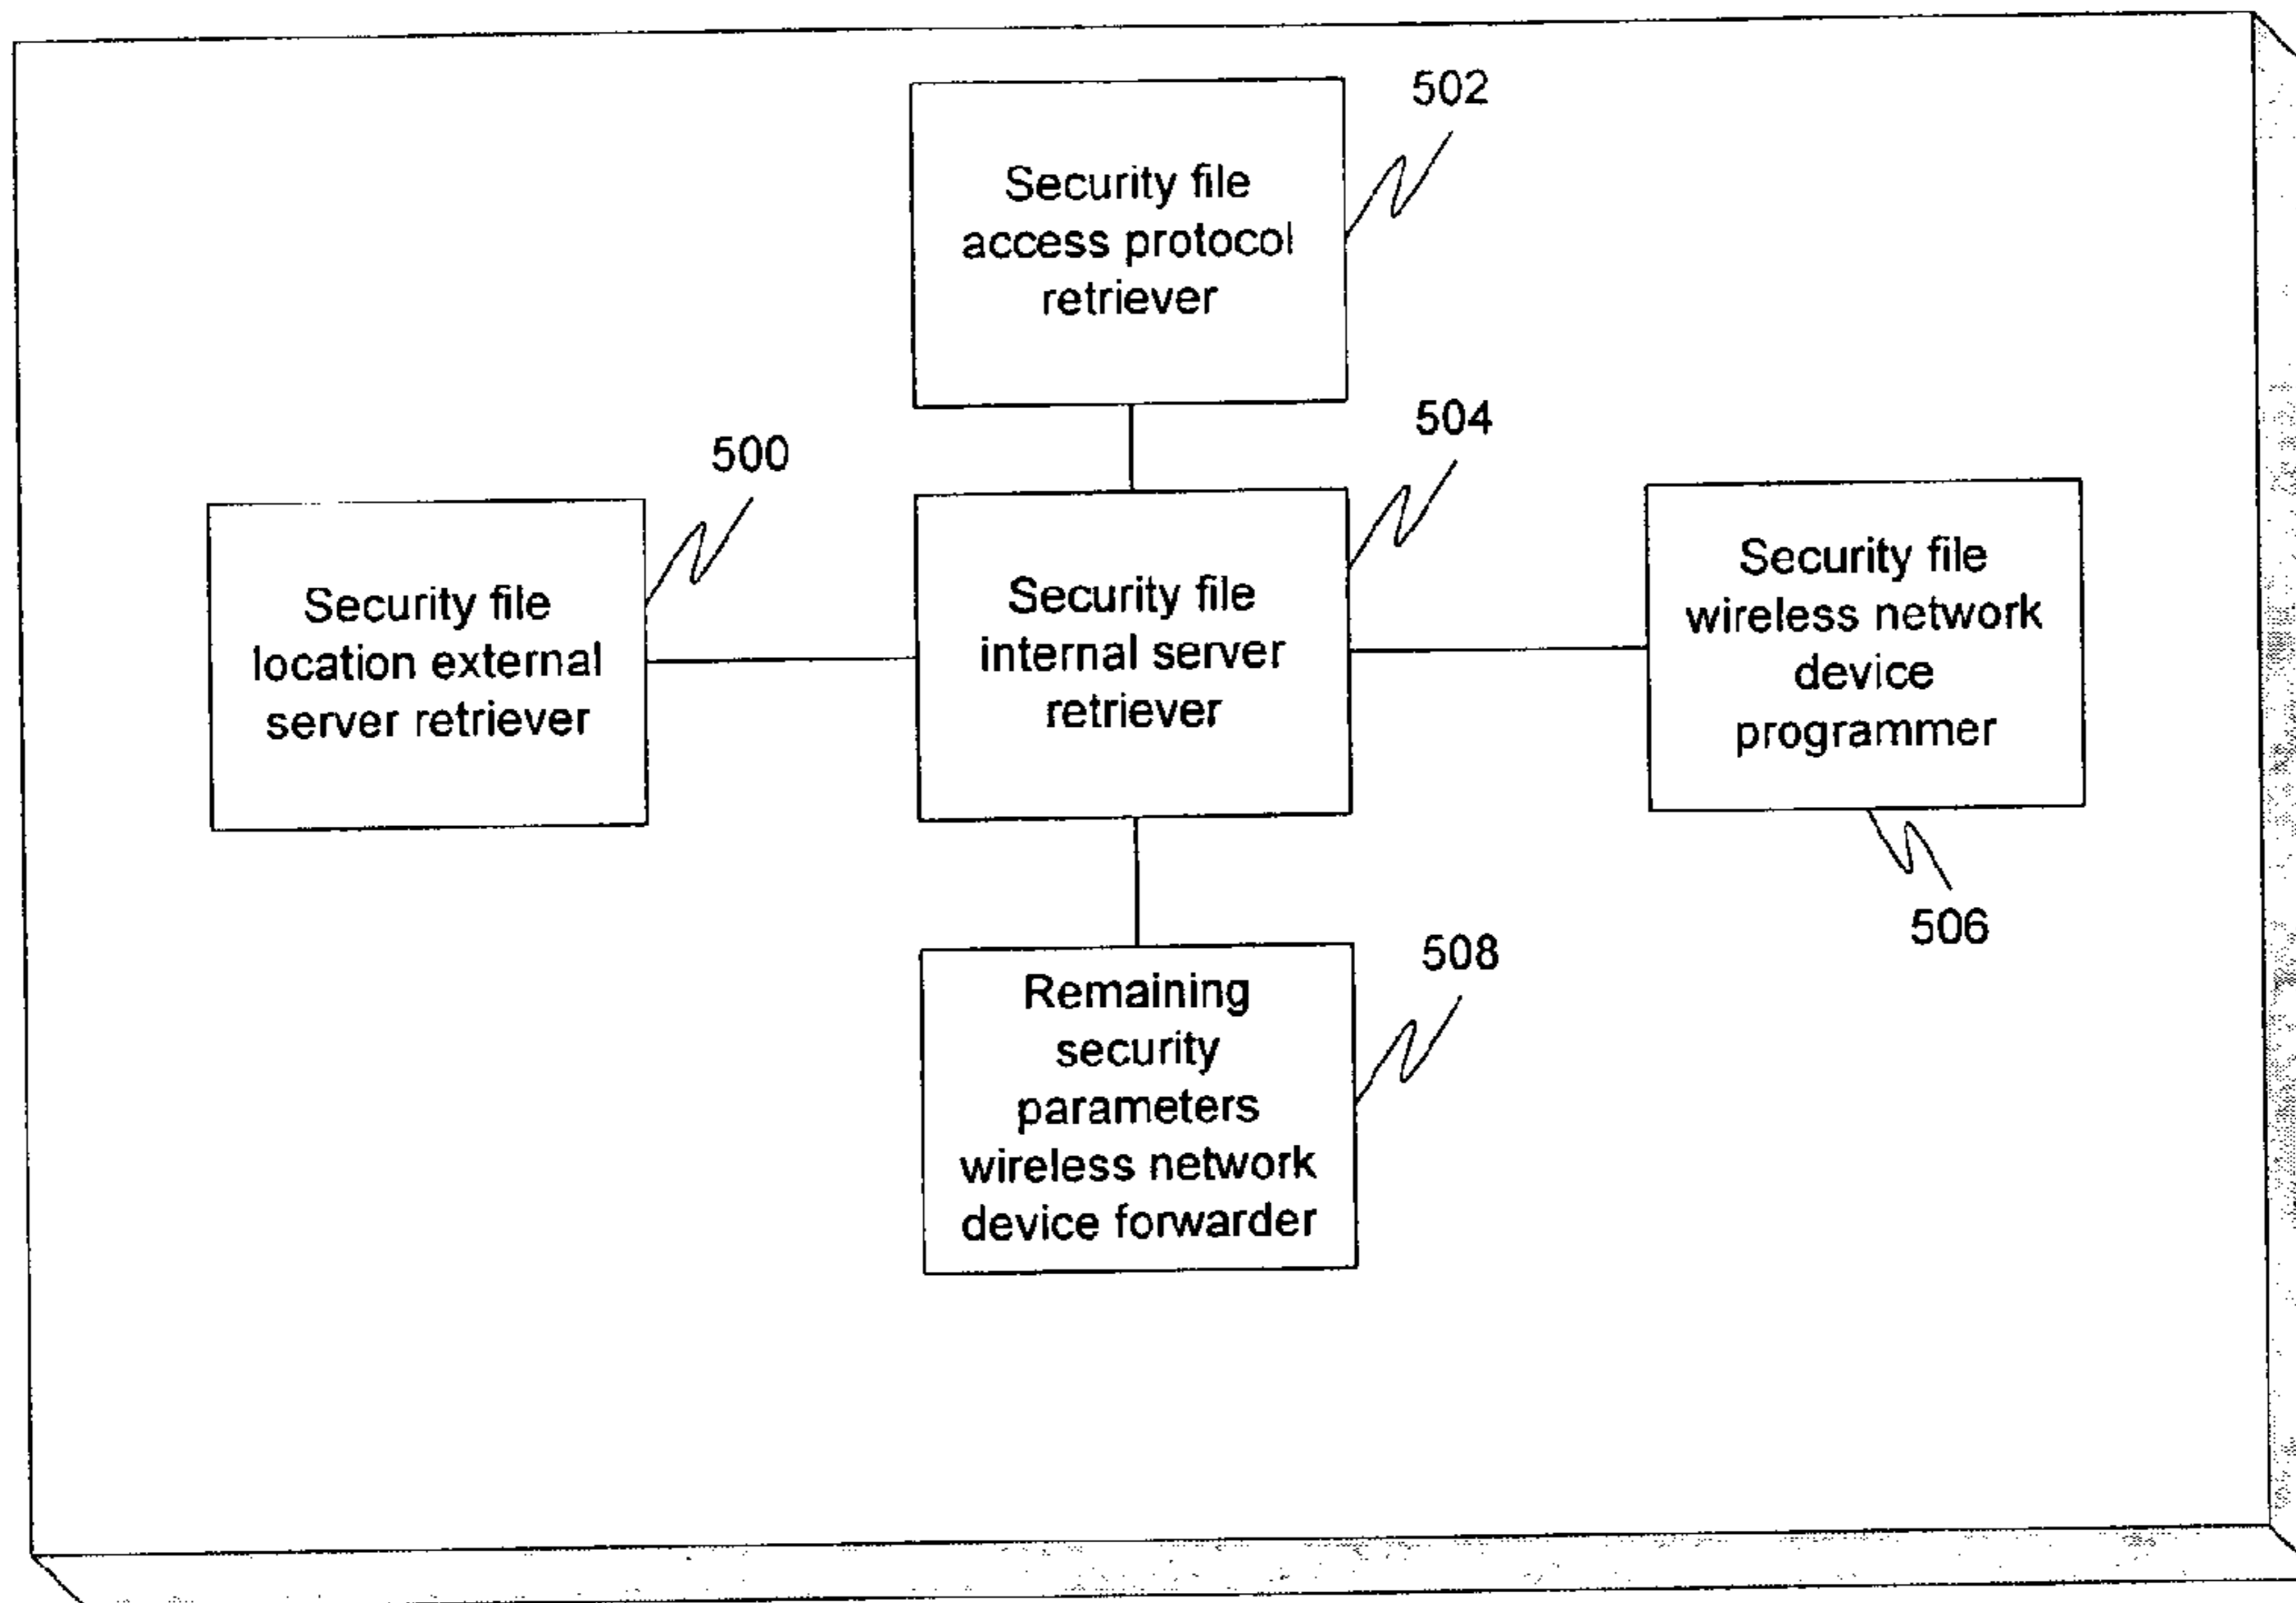 502
Security file
access protocol
retriever
500
504
Security file
location external
server retriever
Security file
internal server
retriever
Security file
wireless network
device
programmer
506
508
Remaining
security
parameters
wireless network
device forwarder